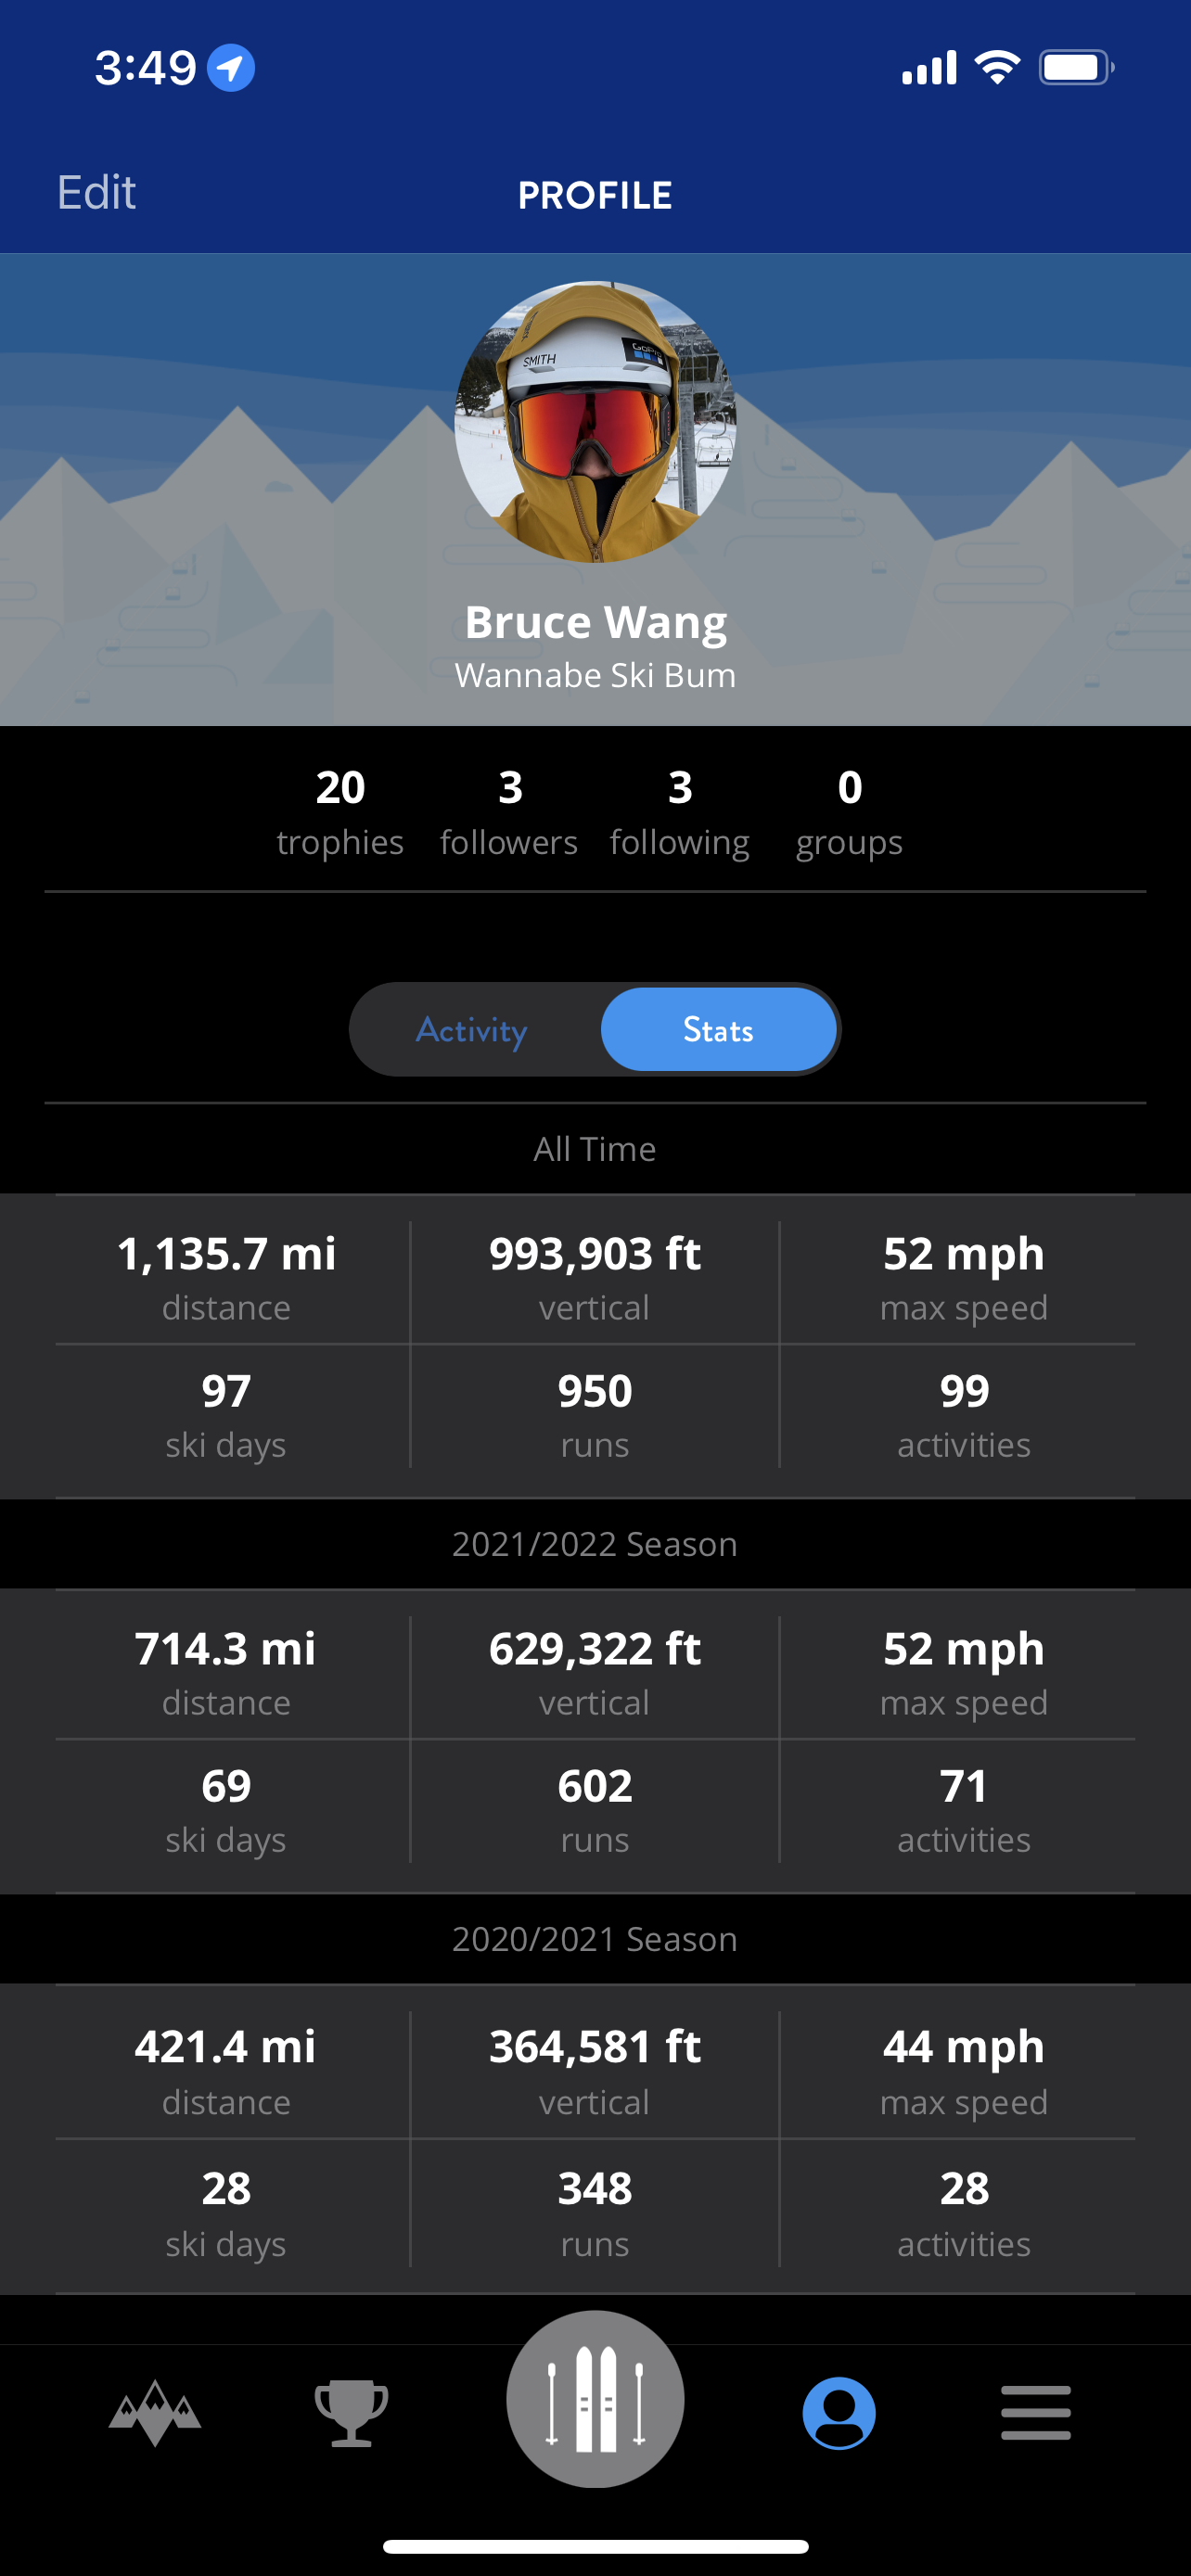 3:49
Edit
PROFILE
SMITH
GoPro
Bruce Wang
Wannabe Ski Bum
20 3 3 0
trophies followers following groups
Activity Stats
All Time
1,135.7 mi 993,903 ft 52 mph
distance vertical max speed
97 950 99
ski days runs activities
2021/2022 Season
714.3 mi 629,322 ft 52 mph
distance vertical max speed
69 602 71
ski days runs activities
2020/2021 Season
421.4 mi 364,581 ft 44 mph
distance vertical max speed
28 348 28
ski days runs activities